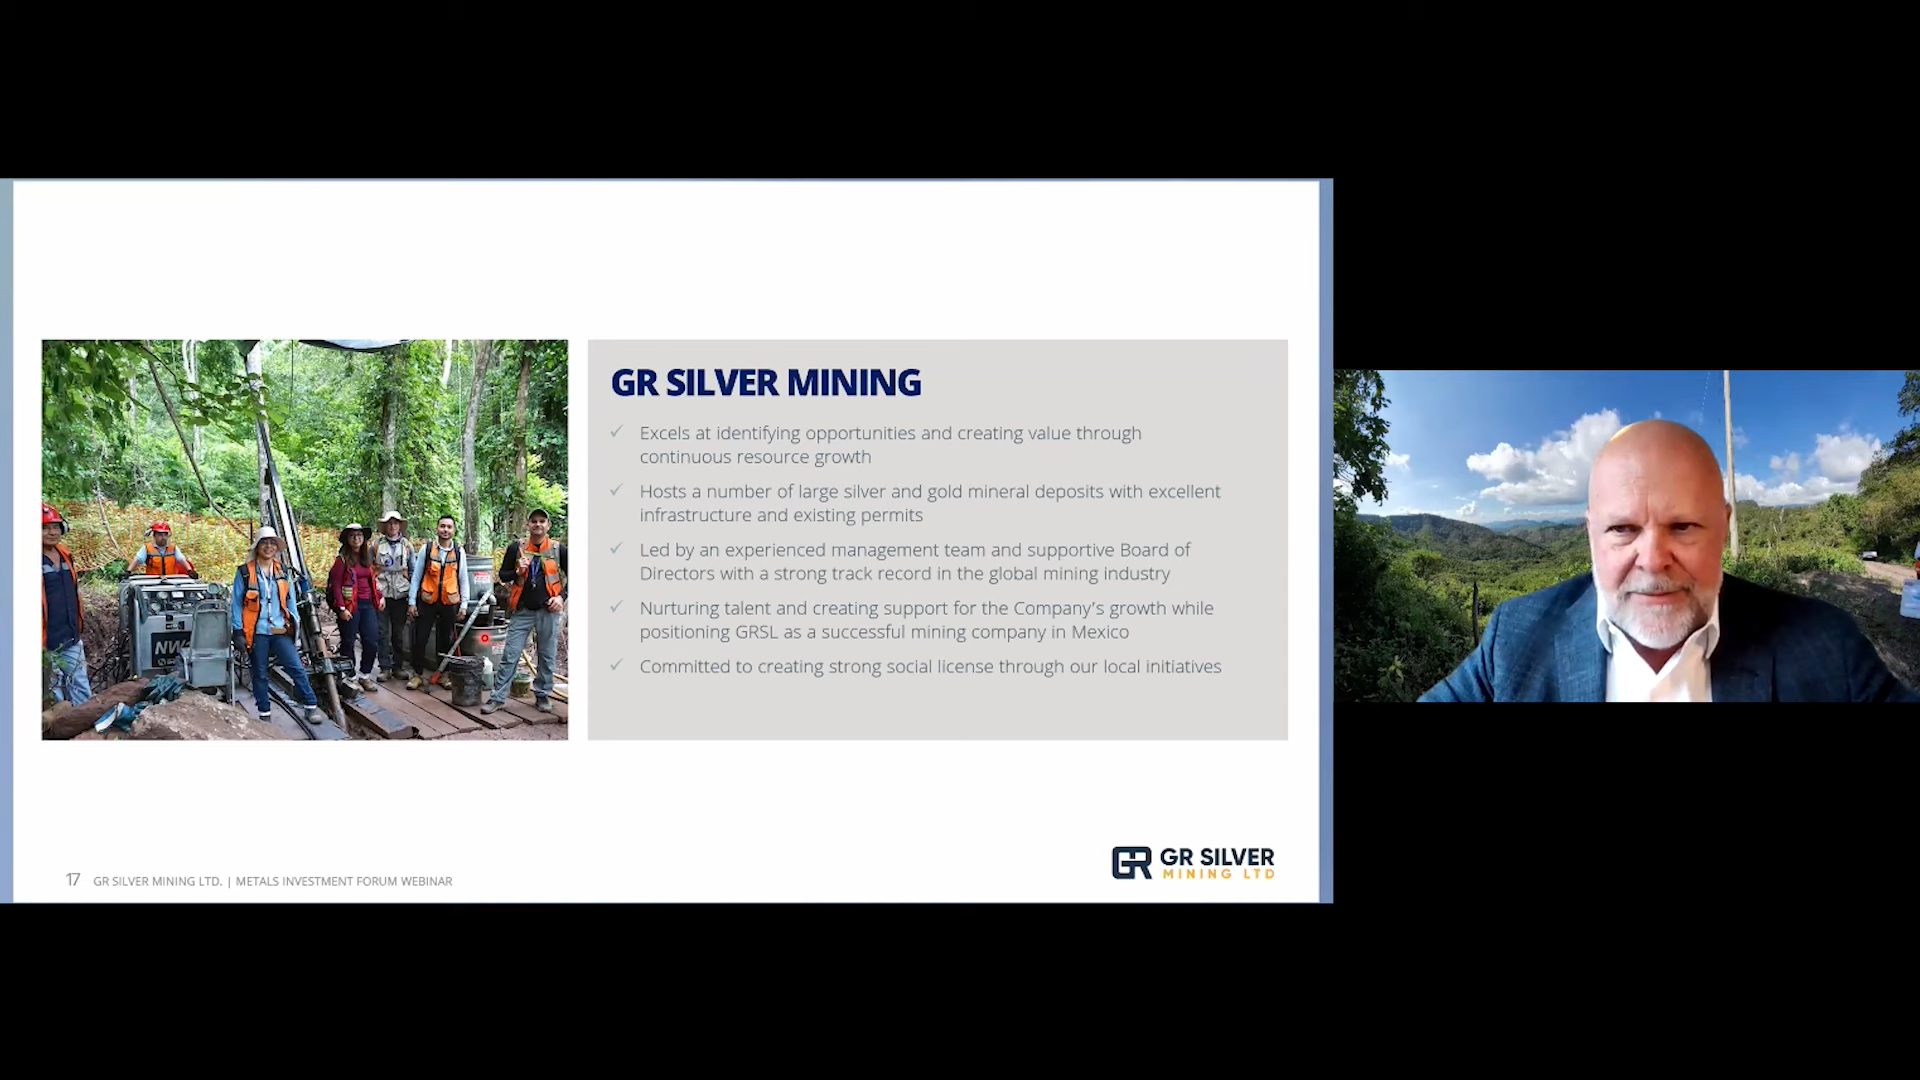 GR SILVER MINING
Excels at identifying opportunities and creating value through
continuous resource growth
Hosts a number of large silver and gold mineral deposits with excellent
infrastructure and existing permits
Led by an experienced management team and supportive Board of
Directors with a strong track record in the global mining industry
Nurturing talent and creating support for the Company's growth while
positioning GRSL as a successful mining company in Mexico
Committed to creating strong social license through our local initiatives
NW
17 GR SILVER MINING LTD. | METALS INVESTMENT FORUM WEBINAR
GR GR SILVER
MINING LTD